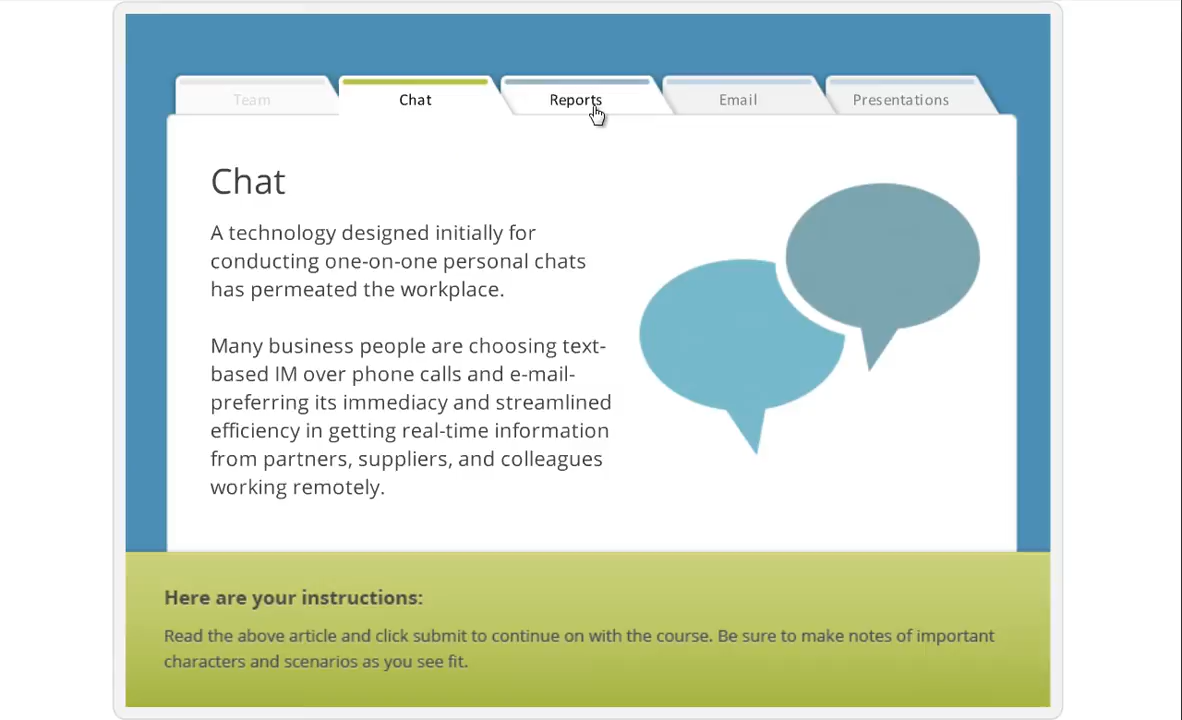 Team
Chat
Reports
Email
Presentations
Chat
A technology designed initially for
conducting one-on-one personal chats
has permeated the workplace.
Many business people are choosing text-
based IM over phone calls and e-mail-
preferring its immediacy and streamlined
efficiency in getting real-time information
from partners, suppliers, and colleagues
working remotely.
Here are your instructions:
Read the above article and click submit to continue on with the course. Be sure to make notes of important
characters and scenarios as you see fit.